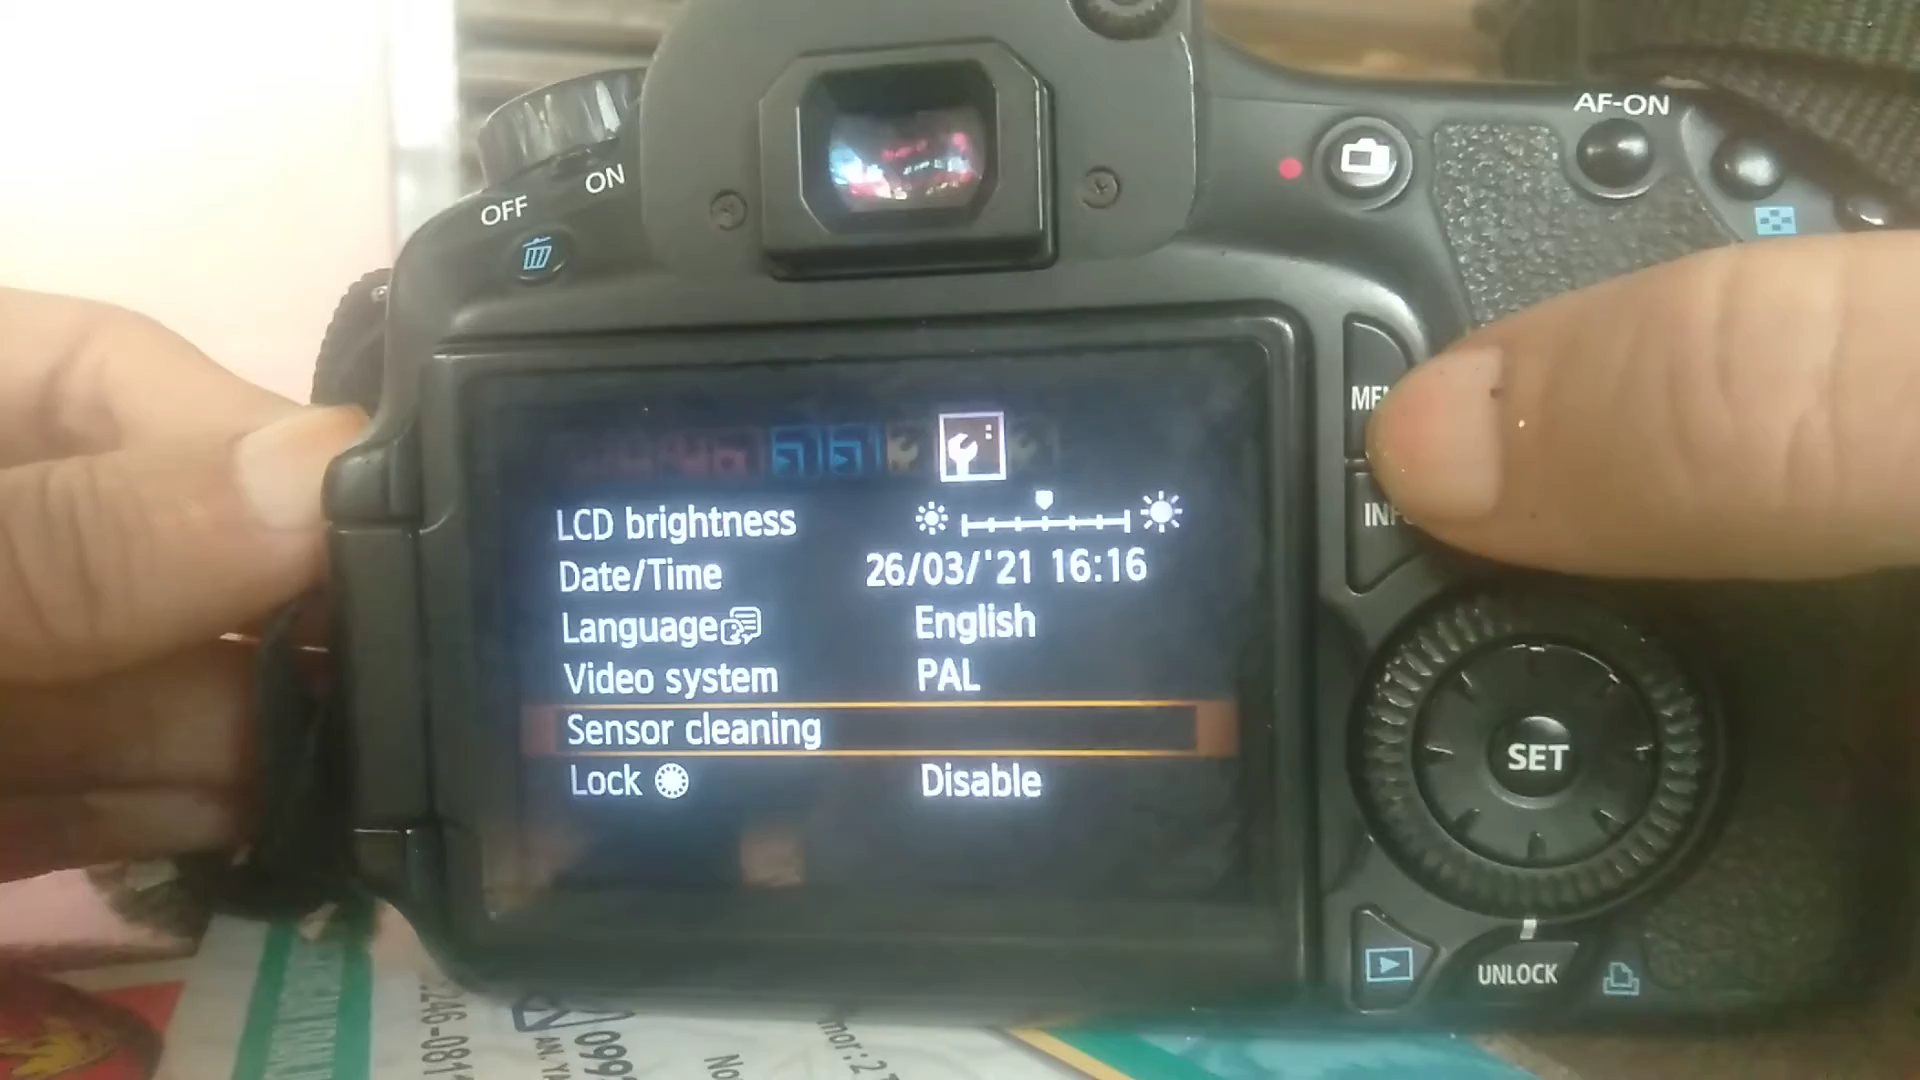 AF-ON
ON
OFF
LCD brightness
Date/Time 26/03/'21 16:16
Language English
Video system PAL
Sensor cleaning
Lock Disable
SET
UNLOCK